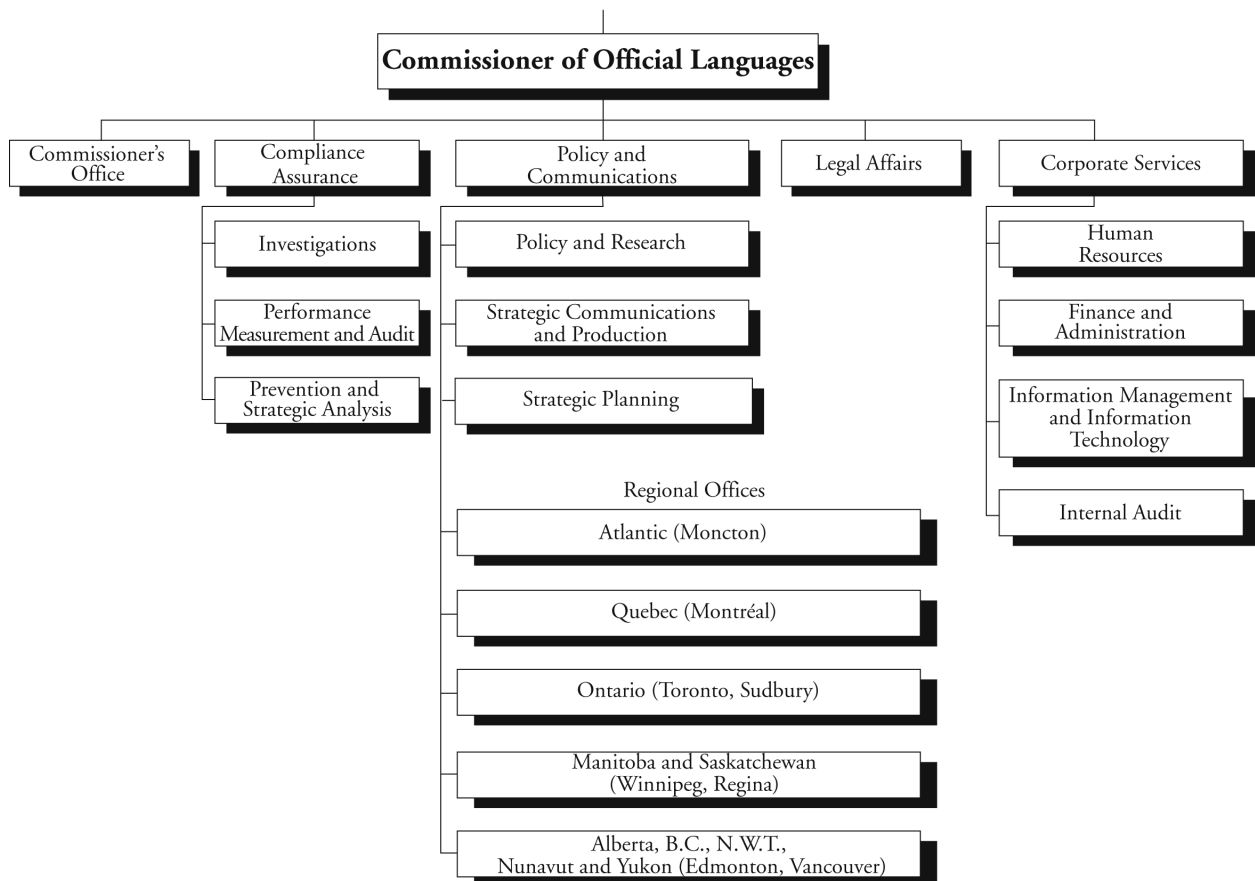 Commissioner of Official Languages
Commissioner's
Office
Compliance
Assurance
Investigations
Performance
Measurement and Audit
Prevention and
Strategic Analysis
Policy and
Communications
Policy and Research
Strategic Communications
and Production
Strategic Planning
Regional Offices
Atlantic (Moncton)
Quebec (Montréal)
Ontario (Toronto, Sudbury)
Manitoba and Saskatchewan
(Winnipeg, Regina)
Alberta, B.C., N.W.T.,
Nunavut and Yukon (Edmonton, Vancouver)
Legal Affairs
Corporate Services
Human
Resources
Finance and
Administration
Information Management
and Information
Technology
Internal Audit